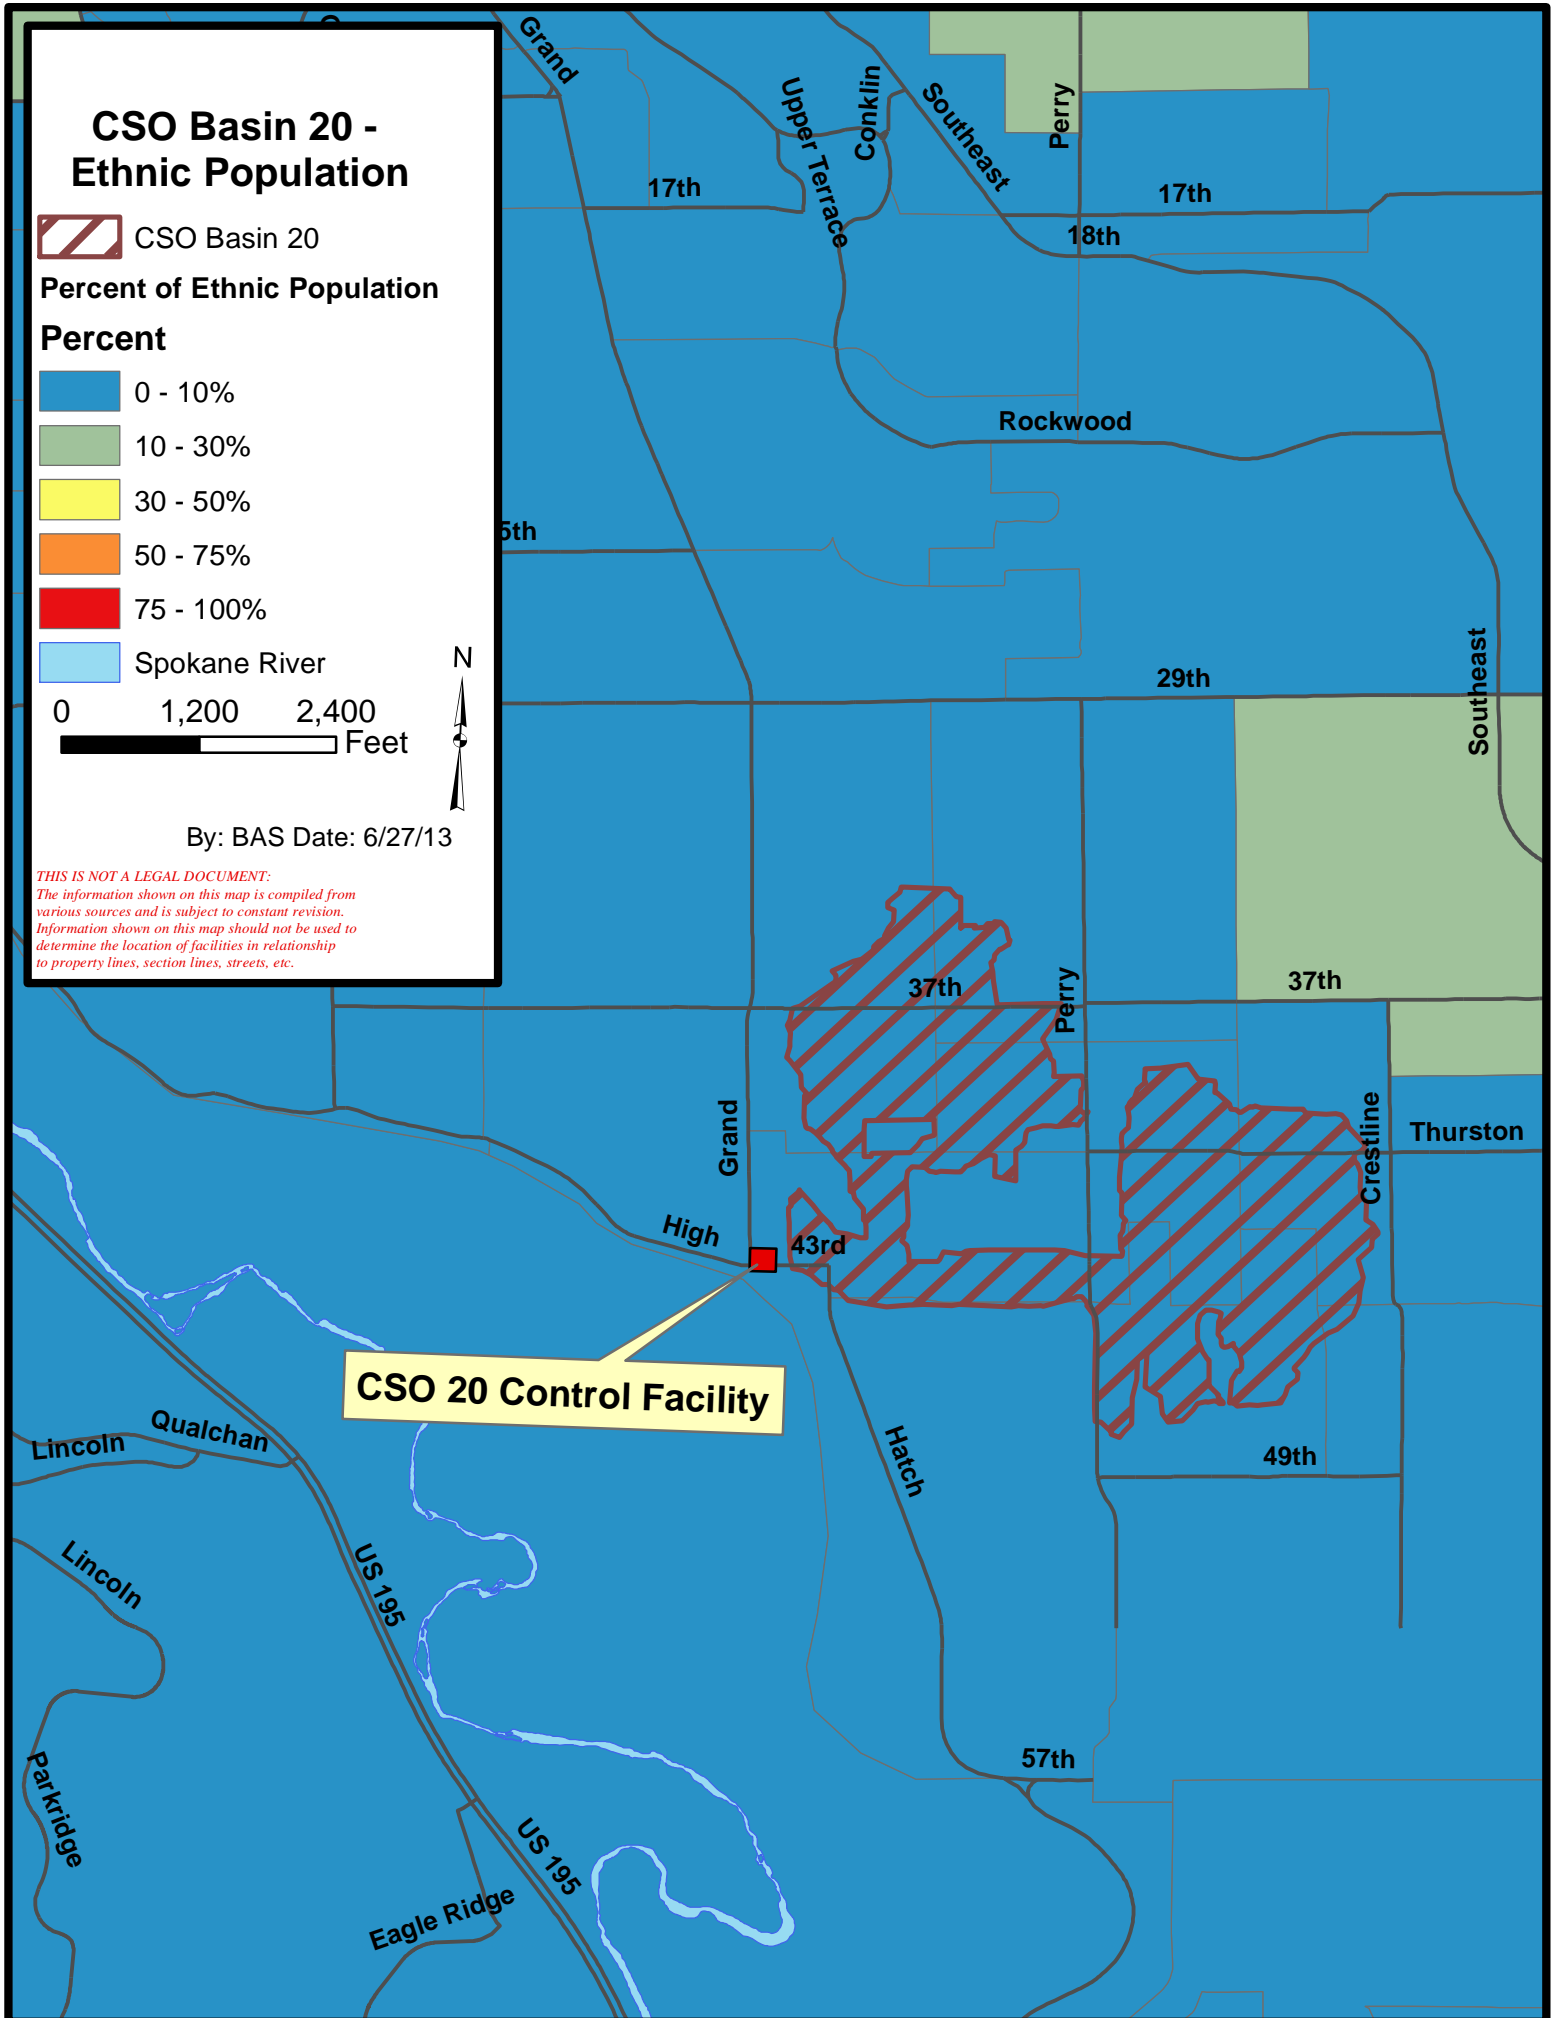 CSO Basin 20 -
Ethnic Population
CSO Basin 20
Percent of Ethnic Population
Percent
0 - 10%
10 - 30%
30 - 50%
50 - 75%
75 - 100%
Spokane River
N
0 1,200 2,400
Feet
By: BAS Date: 6/27/13
THIS IS NOT A LEGAL DOCUMENT:
The information shown on this map is compiled from
various sources and is subject to constant revision.
Information shown on this map should not be used to
determine the location of facilities in relationship
to property lines, section lines, streets, etc.
Grand
Upper Terrace
Conklin
Southeast
Perry
17th
17th
18th
Rockwood
5th
29th
Southeast
37th
Perry
37th
Grand
Crestline
Thurston
High
43rd
CSO 20 Control Facility
Hatch
49th
Lincoln
Qualchan
Lincoln
US 195
57th
Parkridge
US 195
Eagle Ridge